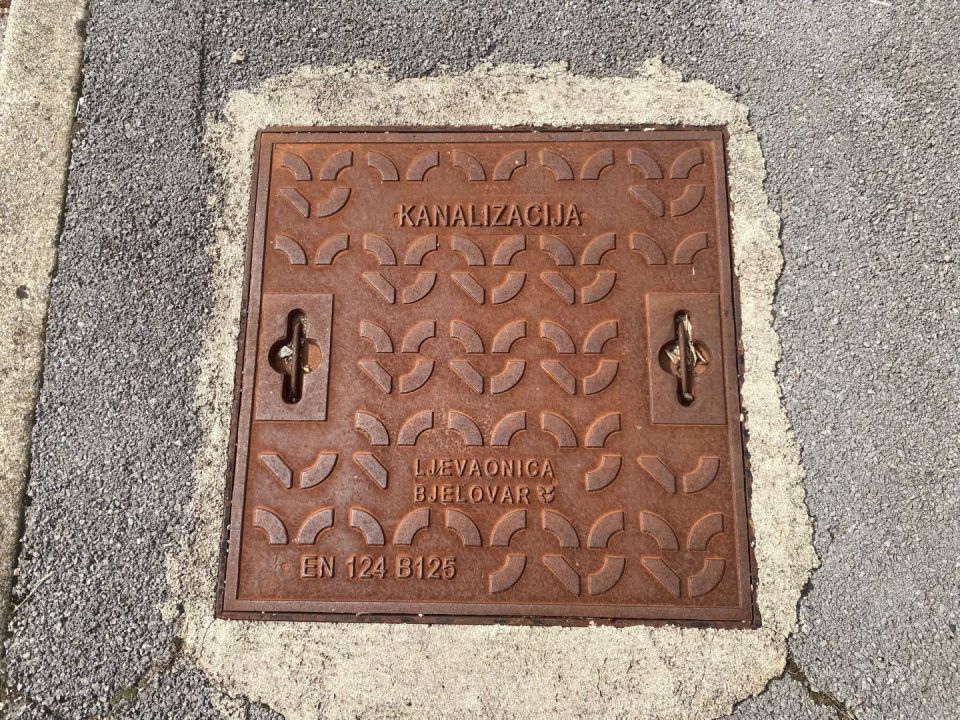 KANALIZACIJA
LJEVAONICA
BJELOVAR
EN 124 B125